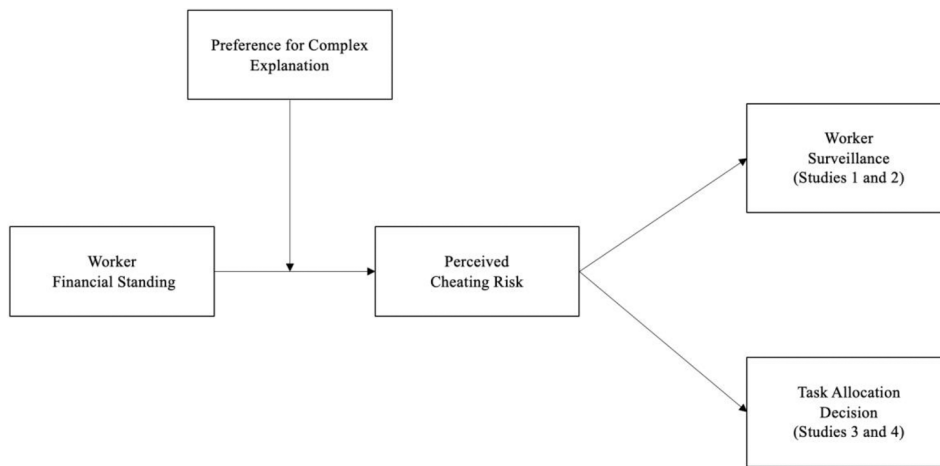 Preference for Complex
Explanation
Worker
Surveillance
(Studies 1 and 2)
Worker
Financial Standing
Perceived
Cheating Risk
Task Allocation
Decision
(Studies 3 and 4)